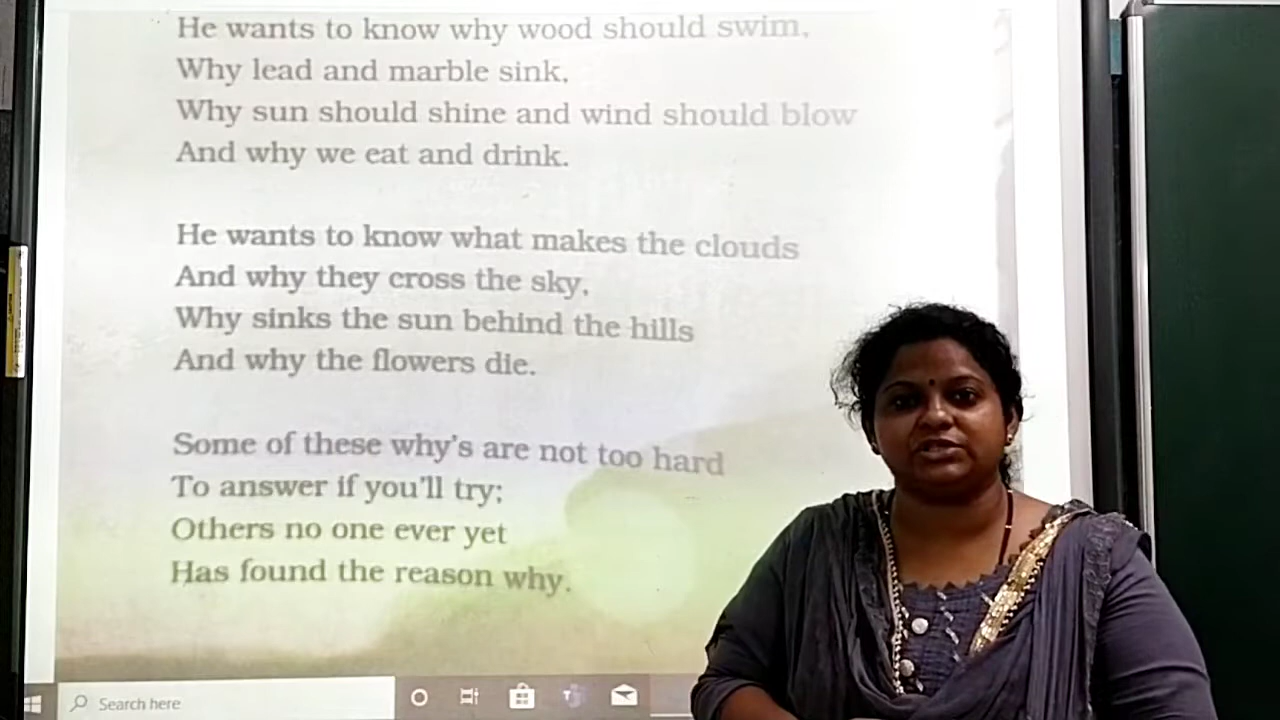 He wants to know why wood should swim,
Why lead and marble sink,
Why sun should shine and wind should blow
And why we eat and drink.
He wants to know what makes the clouds
And why they cross the sky,
Why sinks the sun behind the hills
And why the flowers die.
Some of these why's are not too hard
To answer if you'll try;
Others no one ever yet
Has found the reason why.
Search here